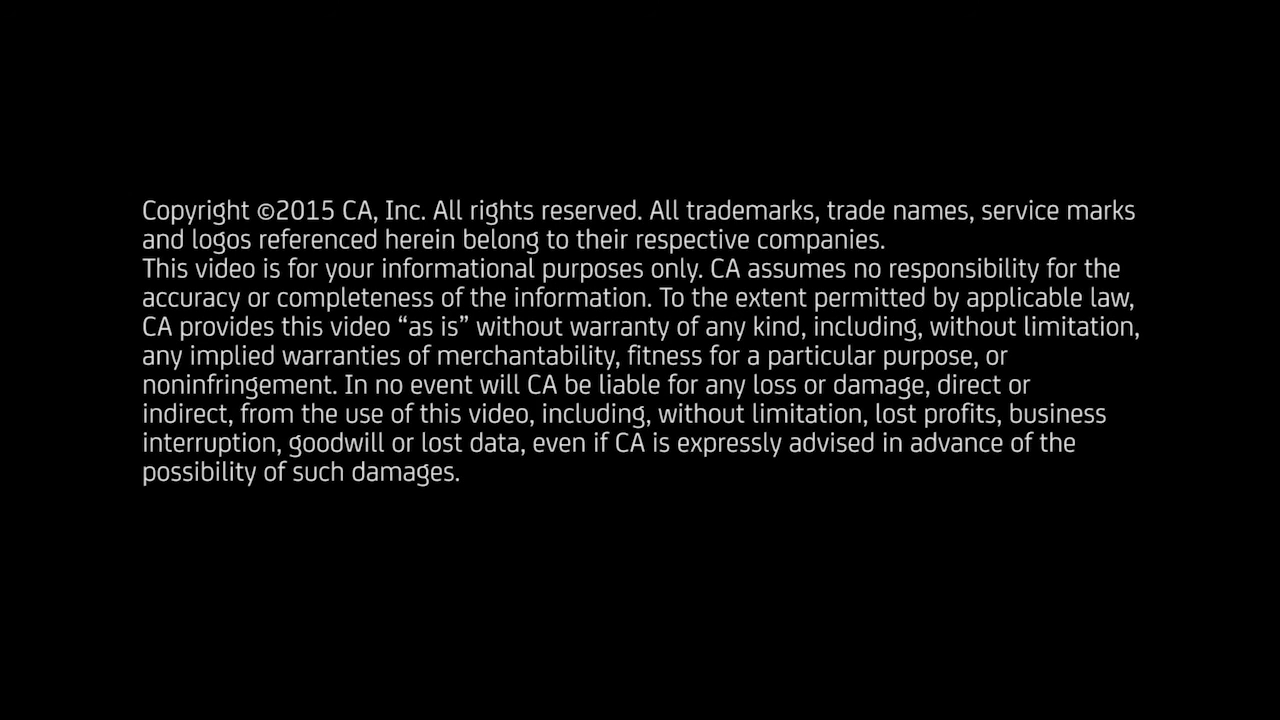 Copyright ©2015 CA, Inc. All rights reserved. All trademarks, trade names, service marks
and logos referenced herein belong to their respective companies.
This video is for your informational purposes only. CA assumes no responsibility for the
accuracy or completeness of the information. To the extent permitted by applicable law,
CA provides this video “as is” without warranty of any kind, including, without limitation,
any implied warranties of merchantability, fitness for a particular purpose, or
noninfringement. In no event will CA be liable for any loss or damage, direct or
indirect, from the use of this video, including, without limitation, lost profits, business
interruption, goodwill or lost data, even if CA is expressly advised in advance of the
possibility of such damages.